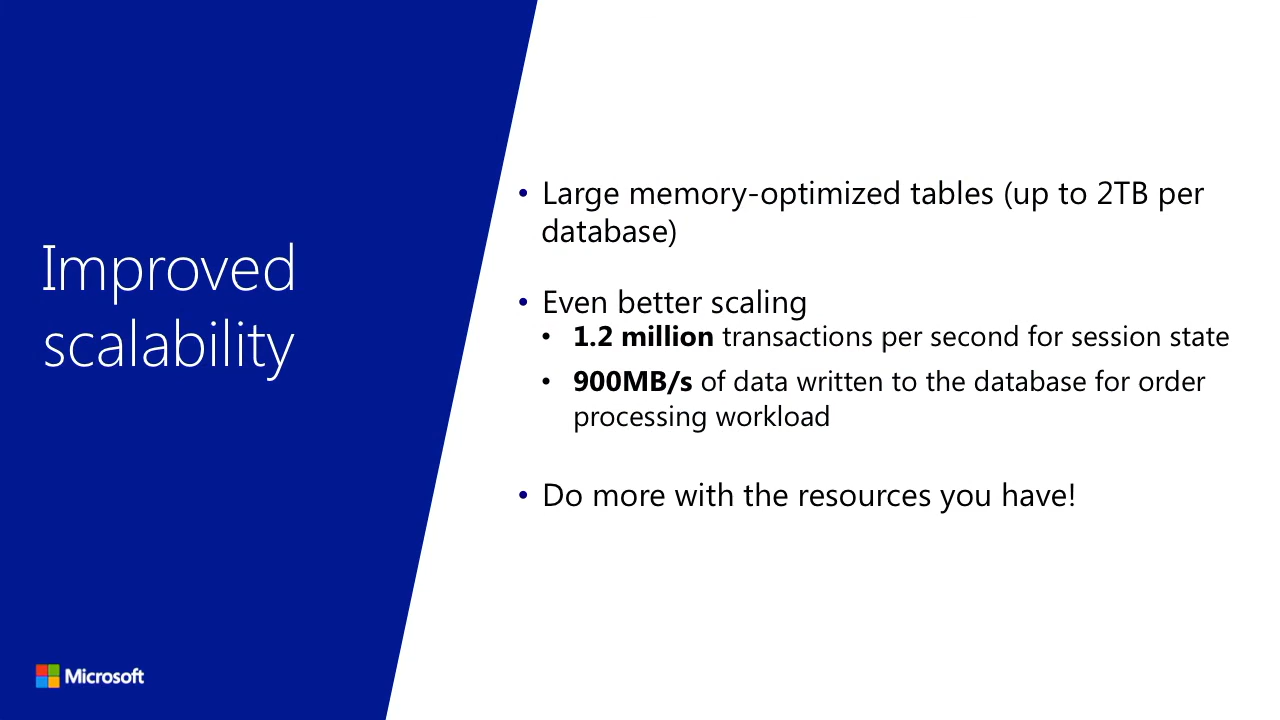 Improved
scalability
• Large memory-optimized tables (up to 2TB per
database)
• Even better scaling
• 1.2 million transactions per second for session state
• 900MB/s of data written to the database for order
processing workload
• Do more with the resources you have!
Microsoft